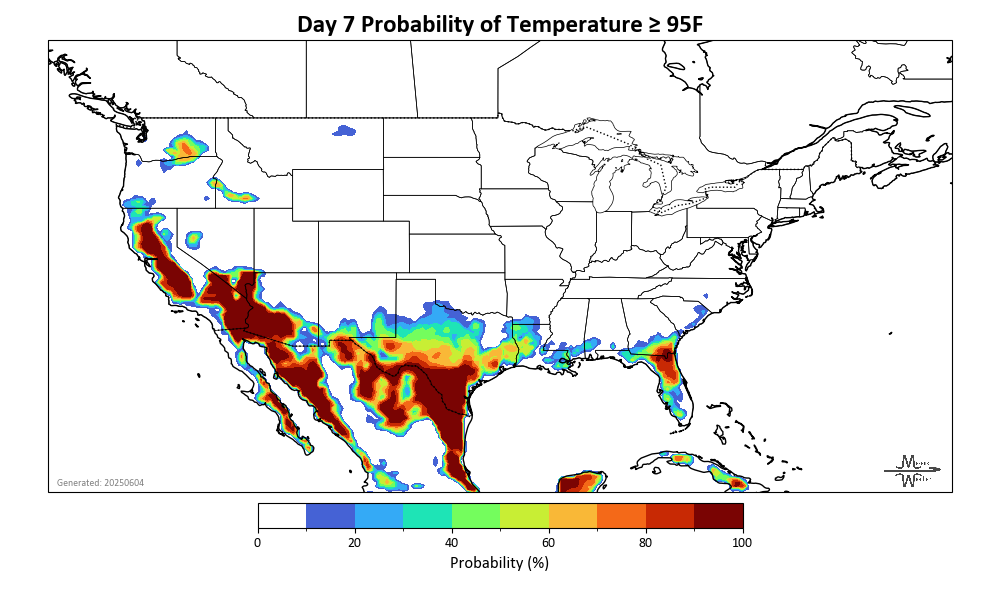 Day 7 Probability of Temperature ≥ 95F
Generated: 20250604
0 20 40 60 80 100
Probability (%)